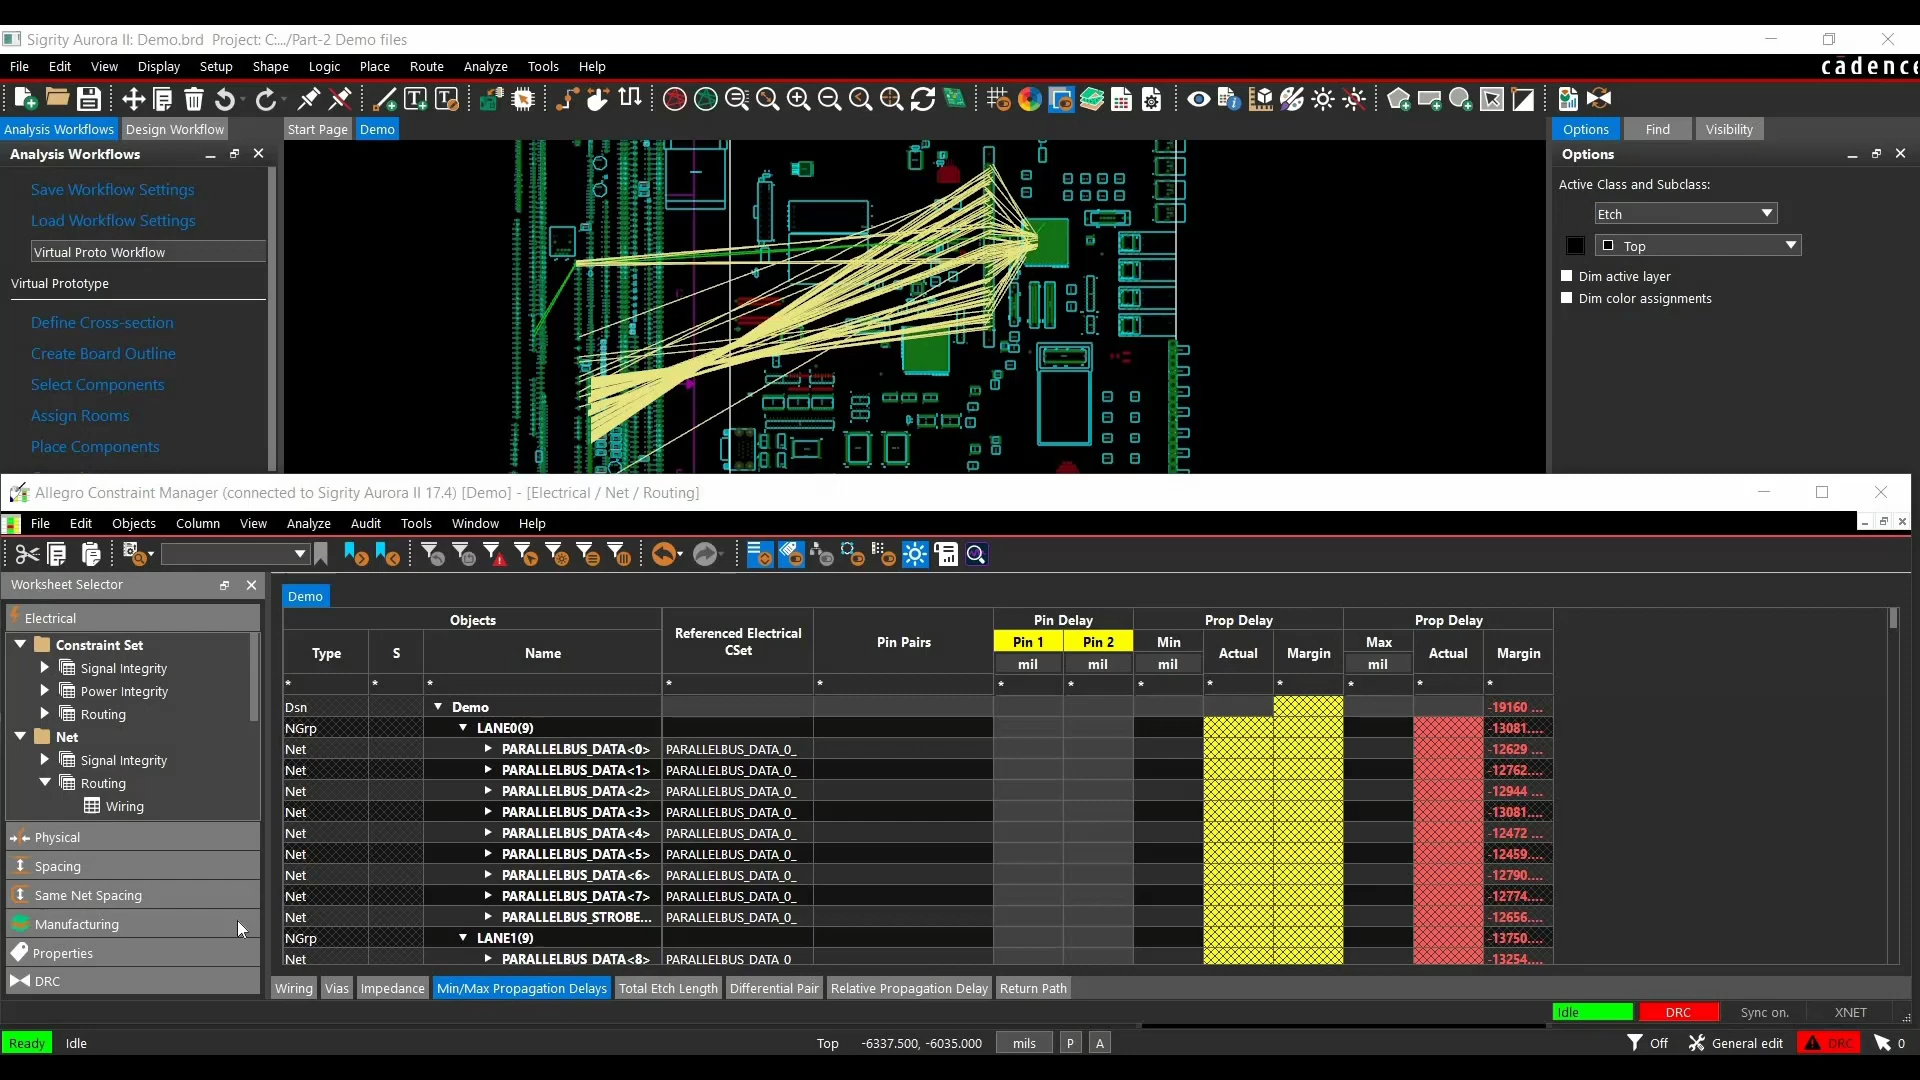 Sigrity Aurora II: Demo.brd  Project: C:.../Part-2 Demo files
File Edit View Display Setup Shape Logic Place Route Analyze Tools Help
cadence
Analysis Workflows Design Workflow Start Page Demo Options Find Visibility
Analysis Workflows
Options
Save Workflow Settings
Active Class and Subclass:
Load Workflow Settings
Etch
Virtual Proto Workflow
Top
Virtual Prototype
Dim active layer
Dim color assignments
Define Cross-section
Create Board Outline
Select Components
Assign Rooms
Place Components
Allegro Constraint Manager (connected to Sigrity Aurora II 17.4) [Demo] - [Electrical / Net / Routing]
File Edit Objects Column View Analyze Audit Tools Window Help
Worksheet Selector
Demo
Electrical
Constraint Set
Signal Integrity
Power Integrity
Routing
Net
Signal Integrity
Routing
Wiring
Physical
Spacing
Same Net Spacing
Manufacturing
Properties
DRC
Objects Referenced Electrical CSet Pin Pairs Pin Delay Prop Delay Prop Delay
Type S Name Pin 1 Pin 2 Min Actual Margin Max Actual Margin
mil mil mil mil
* * * * * * * * * * * * *
Dsn Demo -19160 ...
NGrp LANE0(9) -13081....
Net PARALLELBUS_DATA<0> PARALLELBUS_DATA_0_ -12629 ...
Net PARALLELBUS_DATA<1> PARALLELBUS_DATA_0_ -12762....
Net PARALLELBUS_DATA<2> PARALLELBUS_DATA_0_ -12944 ...
Net PARALLELBUS_DATA<3> PARALLELBUS_DATA_0_ -13081....
Net PARALLELBUS_DATA<4> PARALLELBUS_DATA_0_ -12472 ...
Net PARALLELBUS_DATA<5> PARALLELBUS_DATA_0_ -12459....
Net PARALLELBUS_DATA<6> PARALLELBUS_DATA_0_ -12790....
Net PARALLELBUS_DATA<7> PARALLELBUS_DATA_0_ -12774....
Net PARALLELBUS_STROBE... PARALLELBUS_DATA_0_ -12656....
NGrp LANE1(9) -13750....
Net PARALLELBUS_DATA<8> PARALLELBUS_DATA_0_ -13254....
Wiring Vias Impedance Min/Max Propagation Delays Total Etch Length Differential Pair Relative Propagation Delay Return Path
Idle DRC Sync on. XNET
Ready Idle Top -6337.500, -6035.000 mils P A Off General edit DRC 0